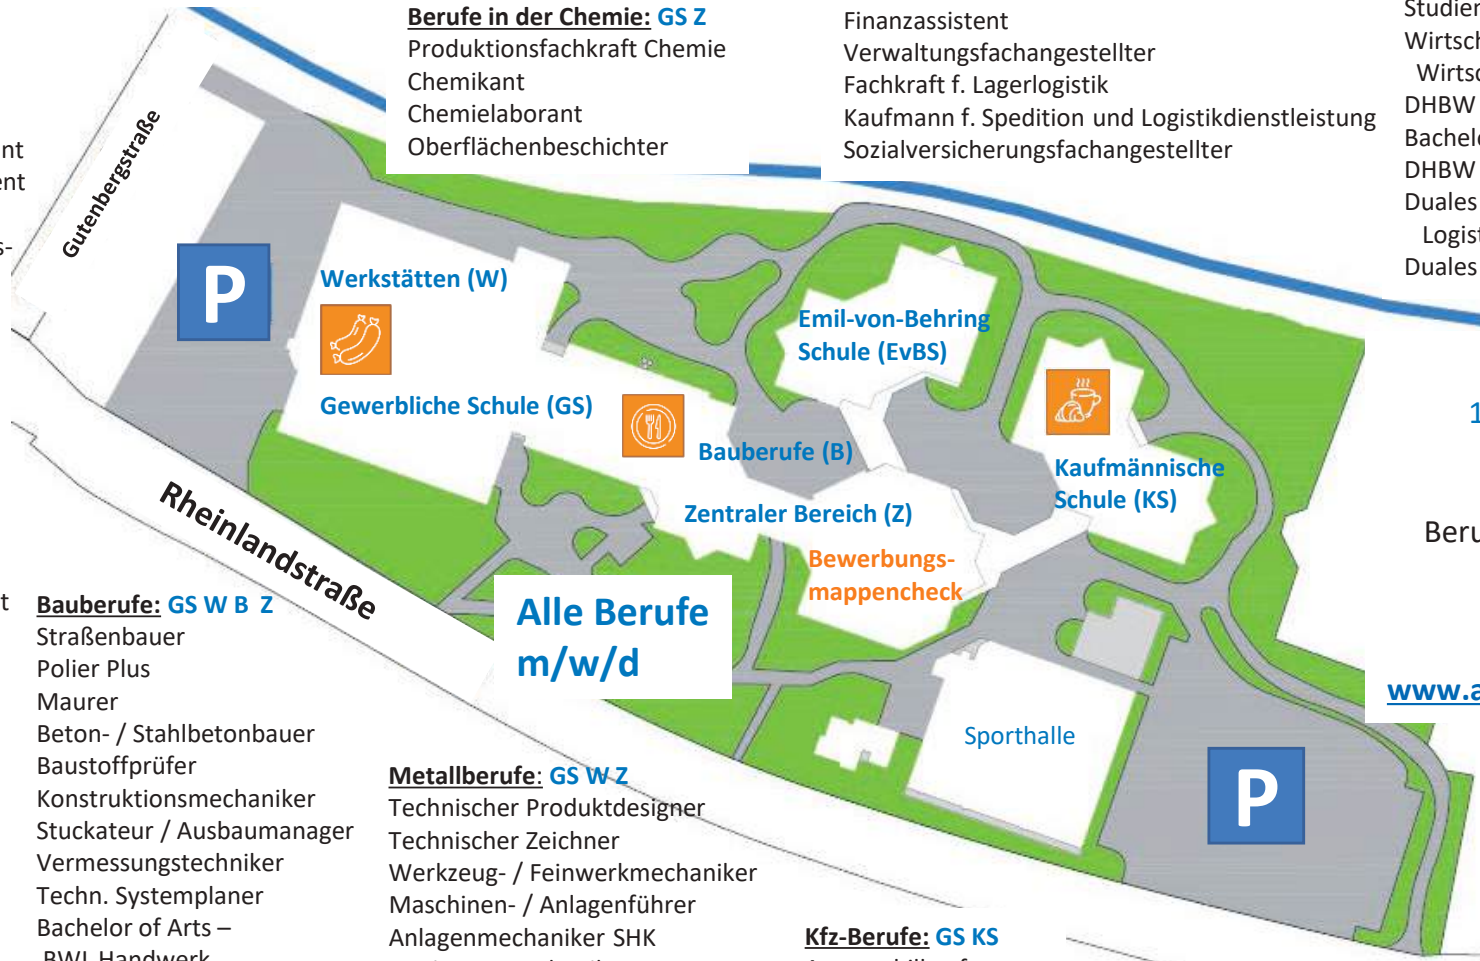 Berufe in der Chemie: GS Z
Produktionsfachkraft Chemie
Chemikant
Chemielaborant
Oberflächenbeschichter
Finanzassistent
Verwaltungsfachangestellter
Fachkraft f. Lagerlogistik
Kaufmann f. Spedition und Logistikdienstleistung
Sozialversicherungsfachangestellter
DHBW
DHBW
Duales
Duales
Gutenbergstraße
P
Werkstätten (W)
Gewerbliche Schule (GS)
Emil-von-Behring
Schule (EvBS)
Bauberufe (B)
Kaufmännische
Schule (KS)
Zentraler Bereich (Z)
Bewerbungs-
mappencheck
Rheinlandstraße
Alle Berufe
m/w/d
Sporthalle
P
Bauberufe: GS W B Z
Straßenbauer
Polier Plus
Maurer
Beton- / Stahlbetonbauer
Baustoffprüfer
Konstruktionsmechaniker
Stuckateur / Ausbaumanager
Vermessungstechniker
Techn. Systemplaner
Bachelor of Arts –
BWL Handwerk
Metallberufe: GS W Z
Technischer Produktdesigner
Technischer Zeichner
Werkzeug- / Feinwerkmechaniker
Maschinen- / Anlagenführer
Anlagenmechaniker SHK
Kfz-Berufe: GS KS